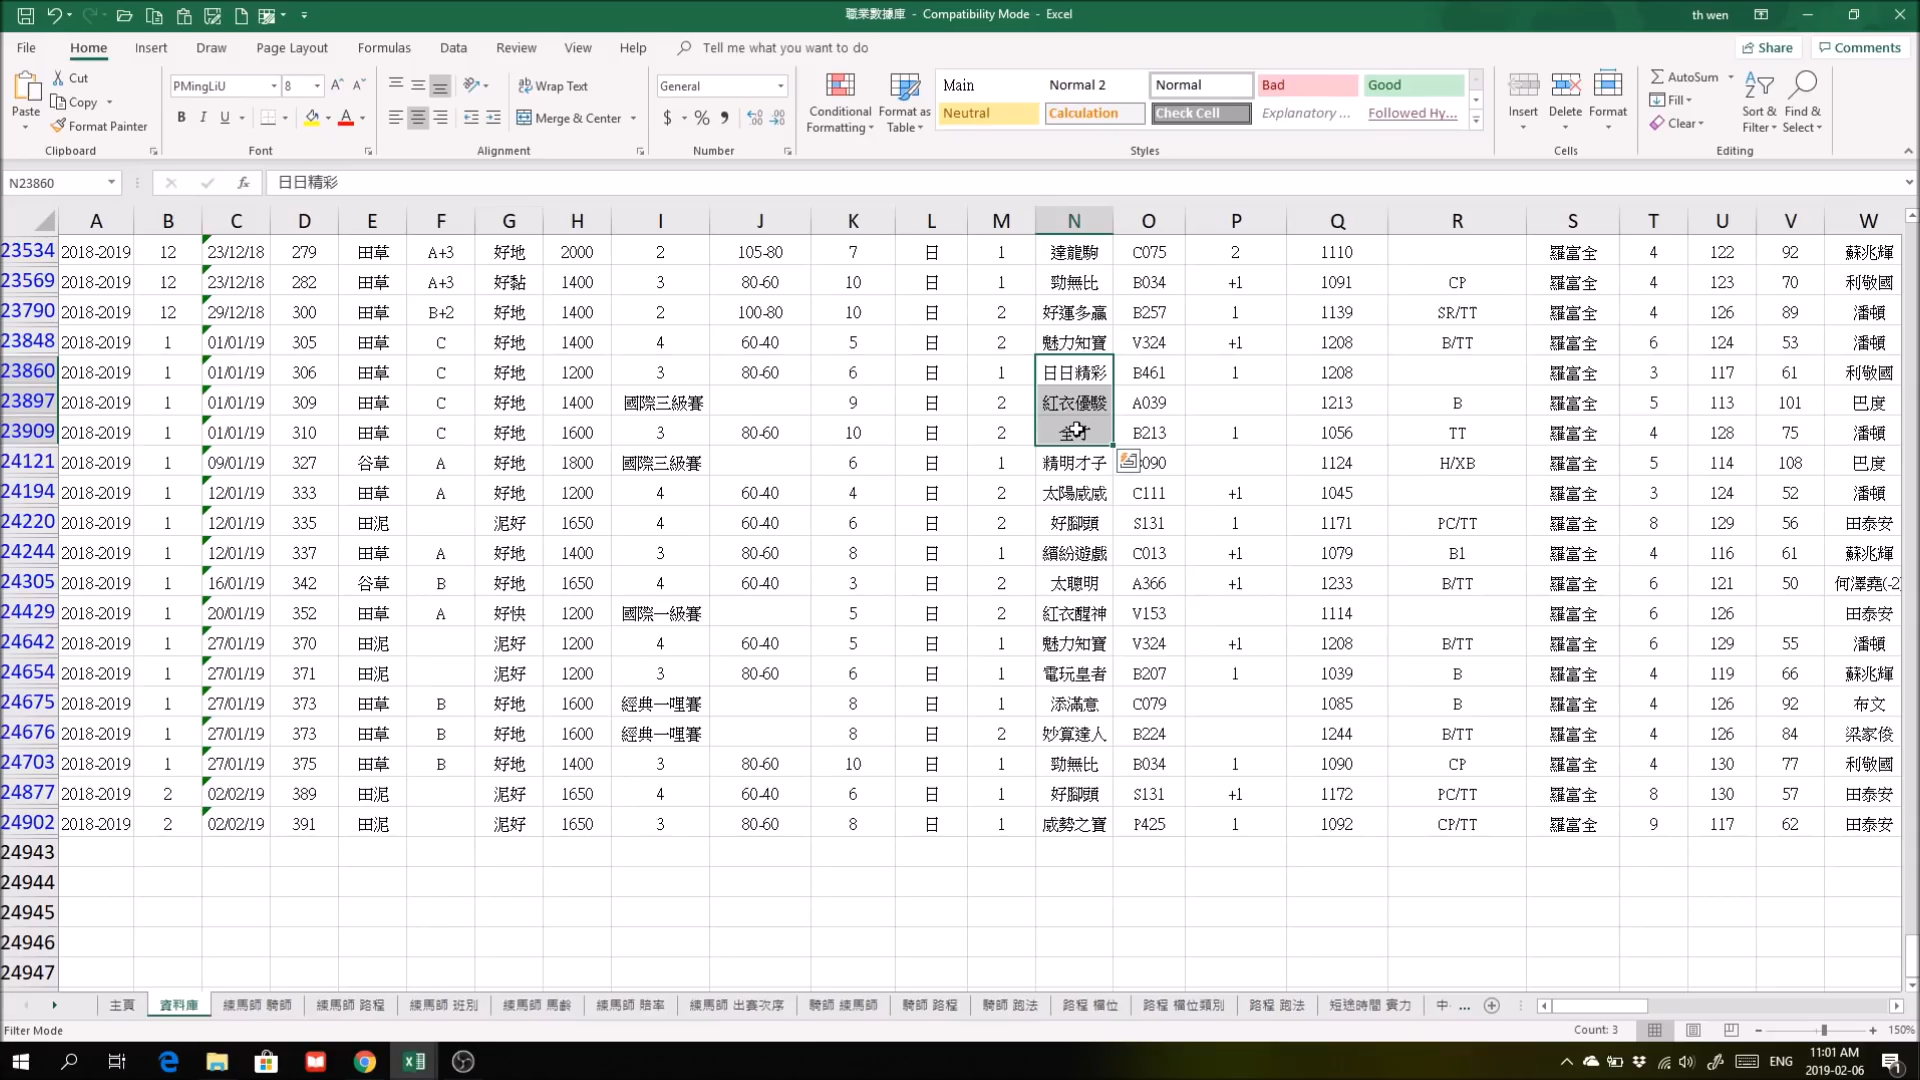 職業數據庫 - Compatibility Mode - Excel
th wen
File Home Insert Draw Page Layout Formulas Data Review View Help Tell me what you want to do
Share Comments
Paste
Cut
Copy
Format Painter
Clipboard
PMingLiU 8
B I U
Font
Wrap Text
Merge & Center
Alignment
General
$ % ,
Number
Conditional Formatting
Format as Table
Main Normal 2 Normal Bad Good
Neutral Calculation Check Cell Explanatory ... Followed Hy...
Styles
Insert Delete Format
Cells
AutoSum
Fill
Clear
Sort & Filter
Find & Select
Editing
N23860 fx 日日精彩
A B C D E F G H I J K L M N O P Q R S T U V W
23534 2018-2019 12 23/12/18 279 田草 A+3 好地 2000 2 105-80 7 日 1 達龍駒 C075 2 1110 羅富全 4 122 92 蘇兆輝
23569 2018-2019 12 23/12/18 282 田草 A+3 好黏 1400 3 80-60 10 日 1 勁無比 B034 +1 1091 CP 羅富全 4 123 70 利敬國
23790 2018-2019 12 29/12/18 300 田草 B+2 好地 1400 2 100-80 10 日 2 好運多贏 B257 1 1139 SR/TT 羅富全 4 126 89 潘頓
23848 2018-2019 1 01/01/19 305 田草 C 好地 1400 4 60-40 5 日 2 魅力知寶 V324 +1 1208 B/TT 羅富全 6 124 53 潘頓
23860 2018-2019 1 01/01/19 306 田草 C 好地 1200 3 80-60 6 日 1 日日精彩 B461 1 1208 羅富全 3 117 61 利敬國
23897 2018-2019 1 01/01/19 309 田草 C 好地 1400 國際三級賽 9 日 2 紅衣優駿 A039 1213 B 羅富全 5 113 101 巴度
23909 2018-2019 1 01/01/19 310 田草 C 好地 1600 3 80-60 10 日 2 全才 B213 1 1056 TT 羅富全 4 128 75 潘頓
24121 2018-2019 1 09/01/19 327 谷草 A 好地 1800 國際三級賽 6 日 1 精明才子 090 1124 H/XB 羅富全 5 114 108 巴度
24194 2018-2019 1 12/01/19 333 田草 A 好地 1200 4 60-40 4 日 2 太陽威威 C111 +1 1045 羅富全 3 124 52 潘頓
24220 2018-2019 1 12/01/19 335 田泥 泥好 1650 4 60-40 6 日 2 好腳頭 S131 1 1171 PC/TT 羅富全 8 129 56 田泰安
24244 2018-2019 1 12/01/19 337 田草 A 好地 1400 3 80-60 8 日 1 繽紛遊戲 C013 +1 1079 B1 羅富全 4 116 61 蘇兆輝
24305 2018-2019 1 16/01/19 342 谷草 B 好地 1650 4 60-40 3 日 2 太聰明 A366 +1 1233 B/TT 羅富全 6 121 50 何澤堯(-2
24429 2018-2019 1 20/01/19 352 田草 A 好快 1200 國際一級賽 5 日 2 紅衣醒神 V153 1114 羅富全 6 126 田泰安
24642 2018-2019 1 27/01/19 370 田泥 泥好 1200 4 60-40 5 日 1 魅力知寶 V324 +1 1208 B/TT 羅富全 6 129 55 潘頓
24654 2018-2019 1 27/01/19 371 田泥 泥好 1200 3 80-60 6 日 1 電玩皇者 B207 1 1039 B 羅富全 4 119 66 蘇兆輝
24675 2018-2019 1 27/01/19 373 田草 B 好地 1600 經典一哩賽 8 日 1 添滿意 C079 1085 B 羅富全 4 126 92 布文
24676 2018-2019 1 27/01/19 373 田草 B 好地 1600 經典一哩賽 8 日 2 妙算達人 B224 1244 B/TT 羅富全 4 126 84 梁家俊
24703 2018-2019 1 27/01/19 375 田草 B 好地 1400 3 80-60 10 日 1 勁無比 B034 1 1090 CP 羅富全 4 130 77 利敬國
24877 2018-2019 2 02/02/19 389 田泥 泥好 1650 4 60-40 6 日 1 好腳頭 S131 +1 1172 PC/TT 羅富全 8 130 57 田泰安
24902 2018-2019 2 02/02/19 391 田泥 泥好 1650 3 80-60 8 日 1 威勢之寶 P425 1 1092 CP/TT 羅富全 9 117 62 田泰安
24943
24944
24945
24946
24947
主頁 資料庫 練馬師 騎師 練馬師 路程 練馬師 班別 練馬師 馬齡 練馬師 賠率 練馬師 出賽次序 騎師 練馬師 騎師 路程 騎師 跑法 路程 檔位 路程 檔位類別 路程 跑法 短途時間 實力 中 ...
Filter Mode Count: 3 150%
ENG 11:01 AM
2019-02-06
1